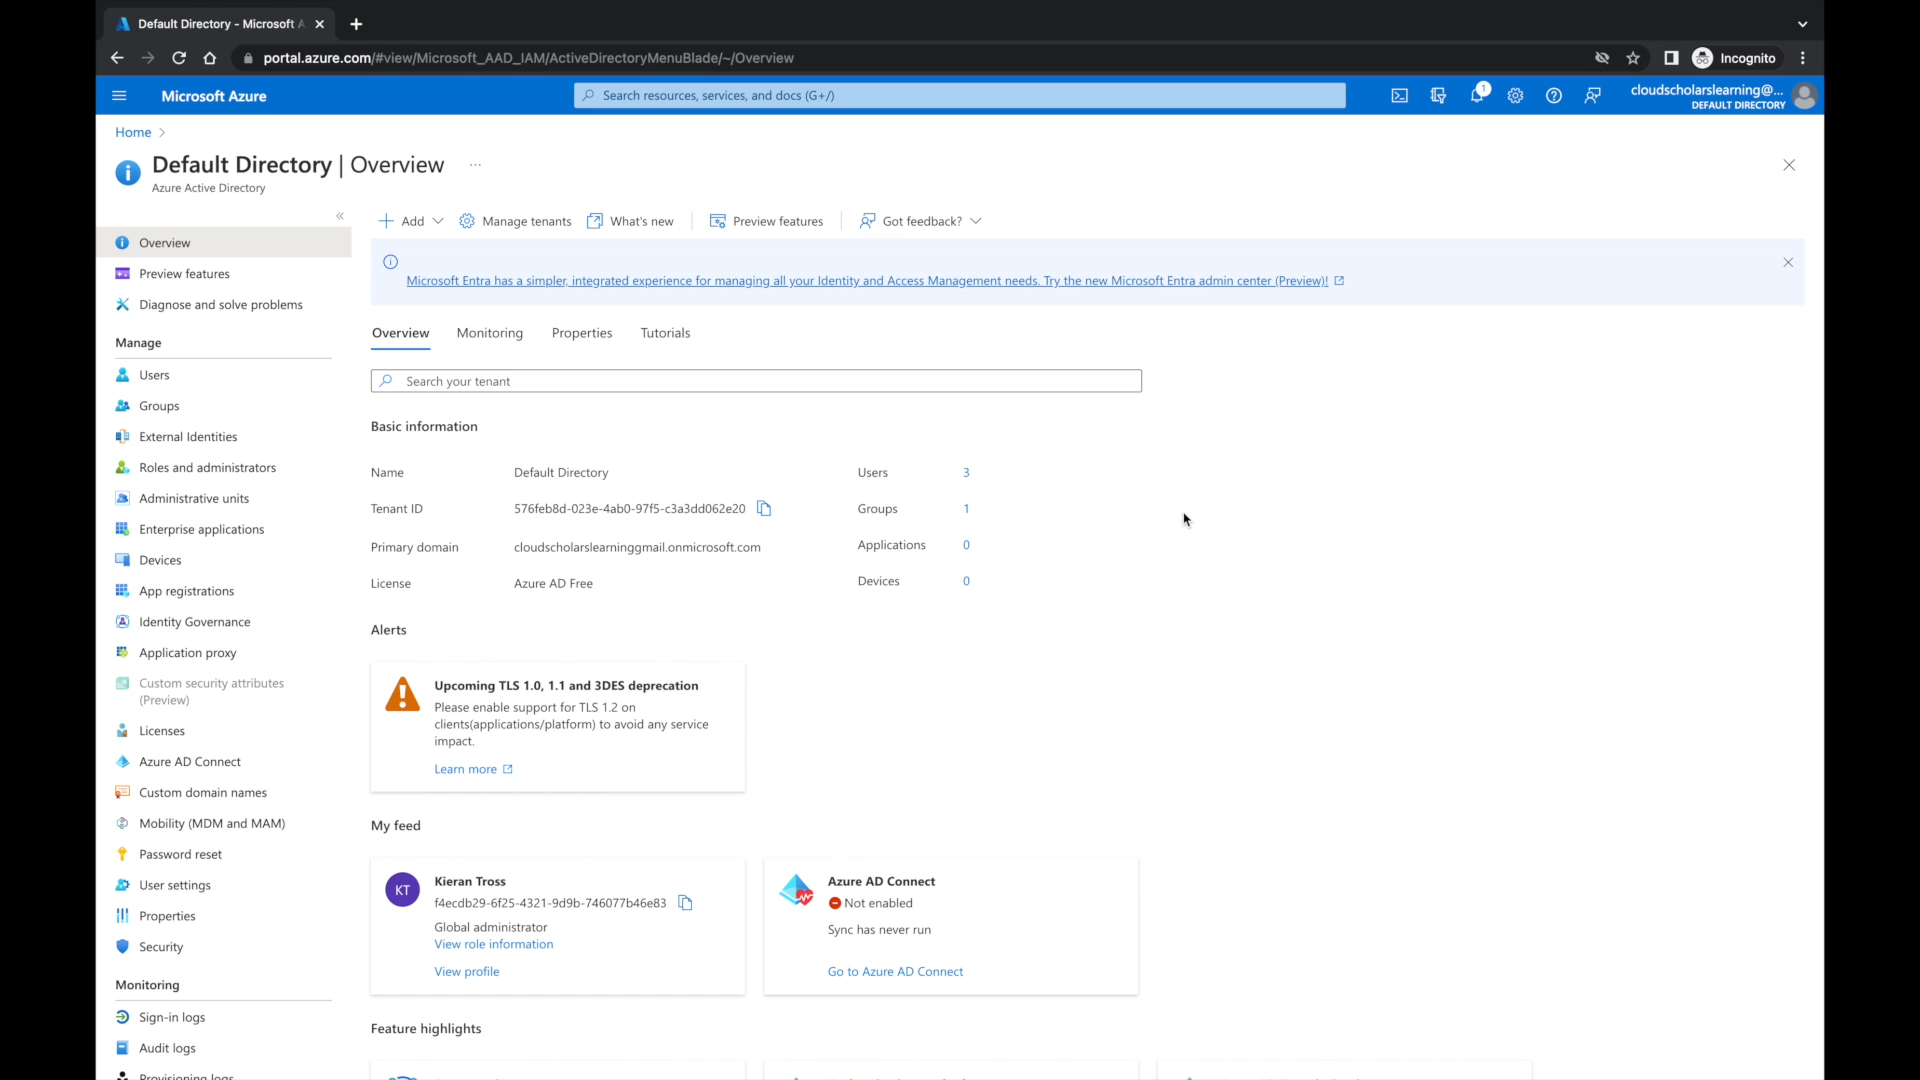 Default Directory - Microsoft A
portal.azure.com/#view/Microsoft_AAD_IAM/ActiveDirectoryMenuBlade/~/Overview
Incognito
Microsoft Azure
Search resources, services, and docs (G+/)
1
cloudscholarslearning@...
DEFAULT DIRECTORY
Home
Default Directory | Overview ...
Azure Active Directory
«
Overview
Preview features
Diagnose and solve problems
Manage
Users
Groups
External Identities
Roles and administrators
Administrative units
Enterprise applications
Devices
App registrations
Identity Governance
Application proxy
Custom security attributes
(Preview)
Licenses
Azure AD Connect
Custom domain names
Mobility (MDM and MAM)
Password reset
User settings
Properties
Security
Monitoring
Sign-in logs
Audit logs
Provisioning logs
Add
Manage tenants
What's new
Preview features
Got feedback?
Microsoft Entra has a simpler, integrated experience for managing all your Identity and Access Management needs. Try the new Microsoft Entra admin center (Preview)!
Overview
Monitoring
Properties
Tutorials
Search your tenant
Basic information
Name Default Directory
Tenant ID 576feb8d-023e-4ab0-97f5-c3a3dd062e20
Primary domain cloudscholarslearninggmail.onmicrosoft.com
License Azure AD Free
Users 3
Groups 1
Applications 0
Devices 0
Alerts
Upcoming TLS 1.0, 1.1 and 3DES deprecation
Please enable support for TLS 1.2 on
clients(applications/platform) to avoid any service
impact.
Learn more
My feed
KT
Kieran Tross
f4ecdb29-6f25-4321-9d9b-746077b46e83
Global administrator
View role information
View profile
Azure AD Connect
Not enabled
Sync has never run
Go to Azure AD Connect
Feature highlights